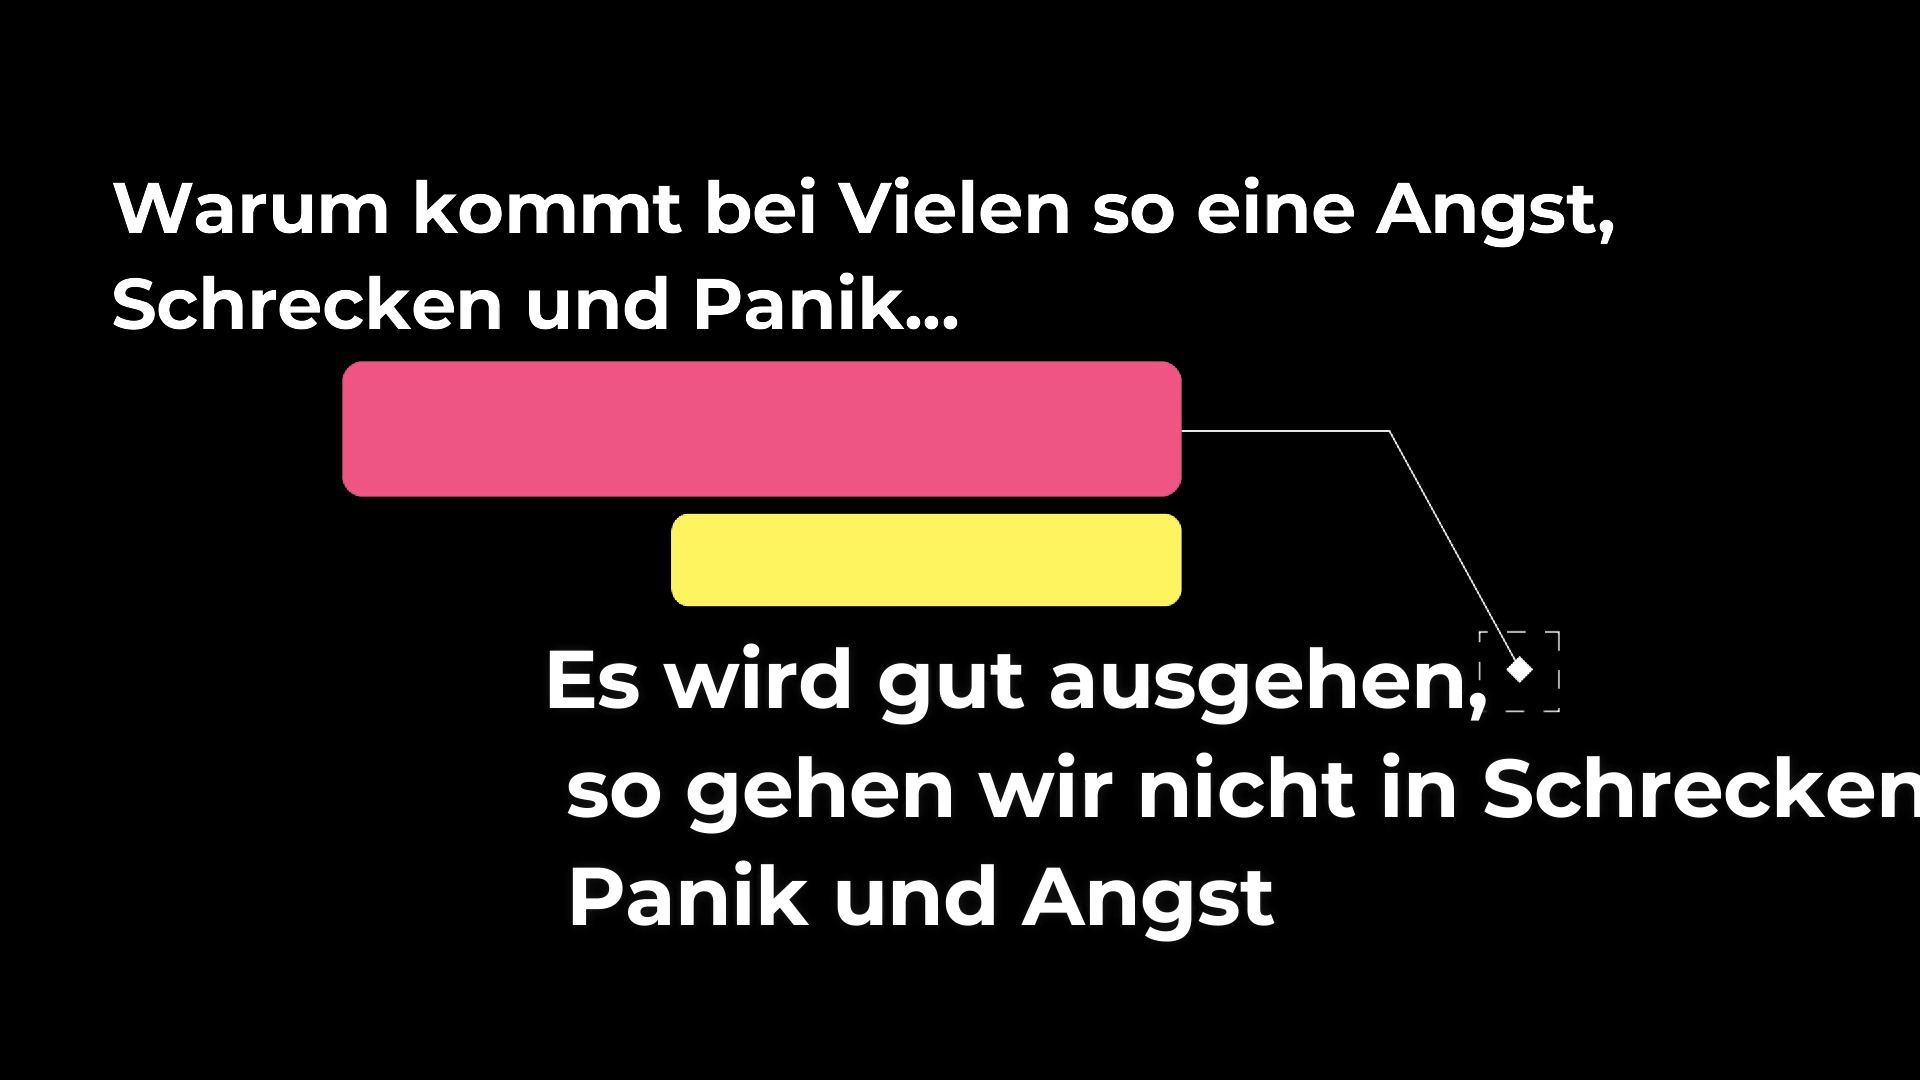 Warum kommt bei Vielen so eine Angst,
Schrecken und Panik...
Es wird gut ausgehen,
so gehen wir nicht in Schrecken
Panik und Angst